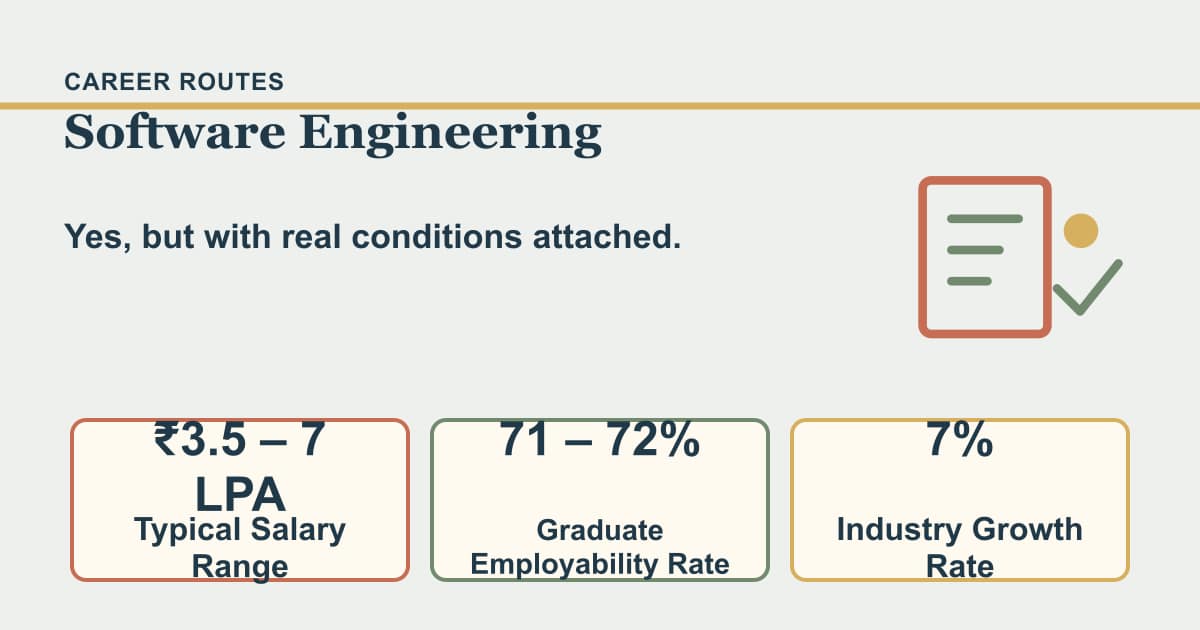 CAREER ROUTES
Software Engineering
Yes, but with real conditions attached.
₹3.5 – 7
LPA
Typical Salary
Range
71 – 72%
Graduate
Employability Rate
7%
Industry Growth
Rate